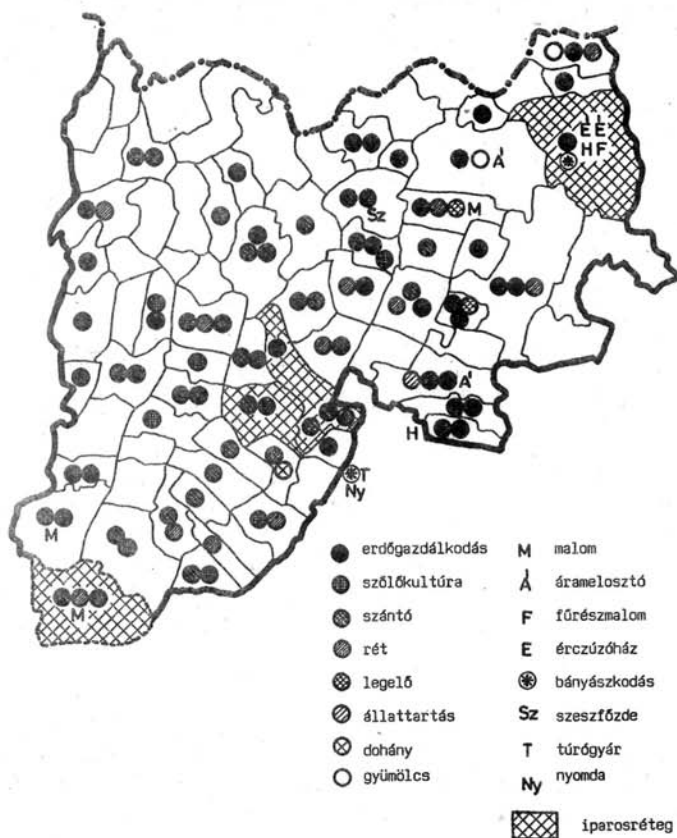 É É
H F
Á
Sz
M
Á
H
T
Ny
M
M
erdőgazdálkodás
szőlőkultúra
szántó
rét
legelő
állattartás
dohány
gyümölcs
M malom
Á áramelosztó
F fűrészmalom
E érczúzóház
bányászkodás
Sz szeszfőzde
T túrógyár
Ny nyomda
iparosréteg